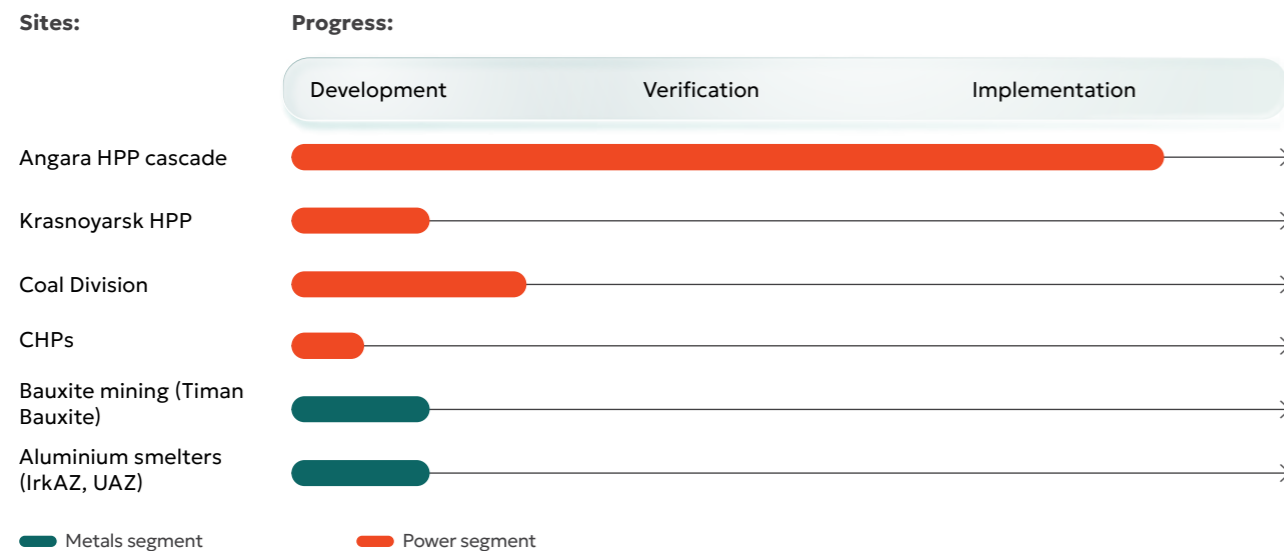 Sites:
Progress:
Development
Verification
Implementation
Angara HPP cascade
Krasnoyarsk HPP
Coal Division
CHPs
Bauxite mining (Timan
Bauxite)
Aluminium smelters
(IrkAZ, UAZ)
Metals segment
Power segment